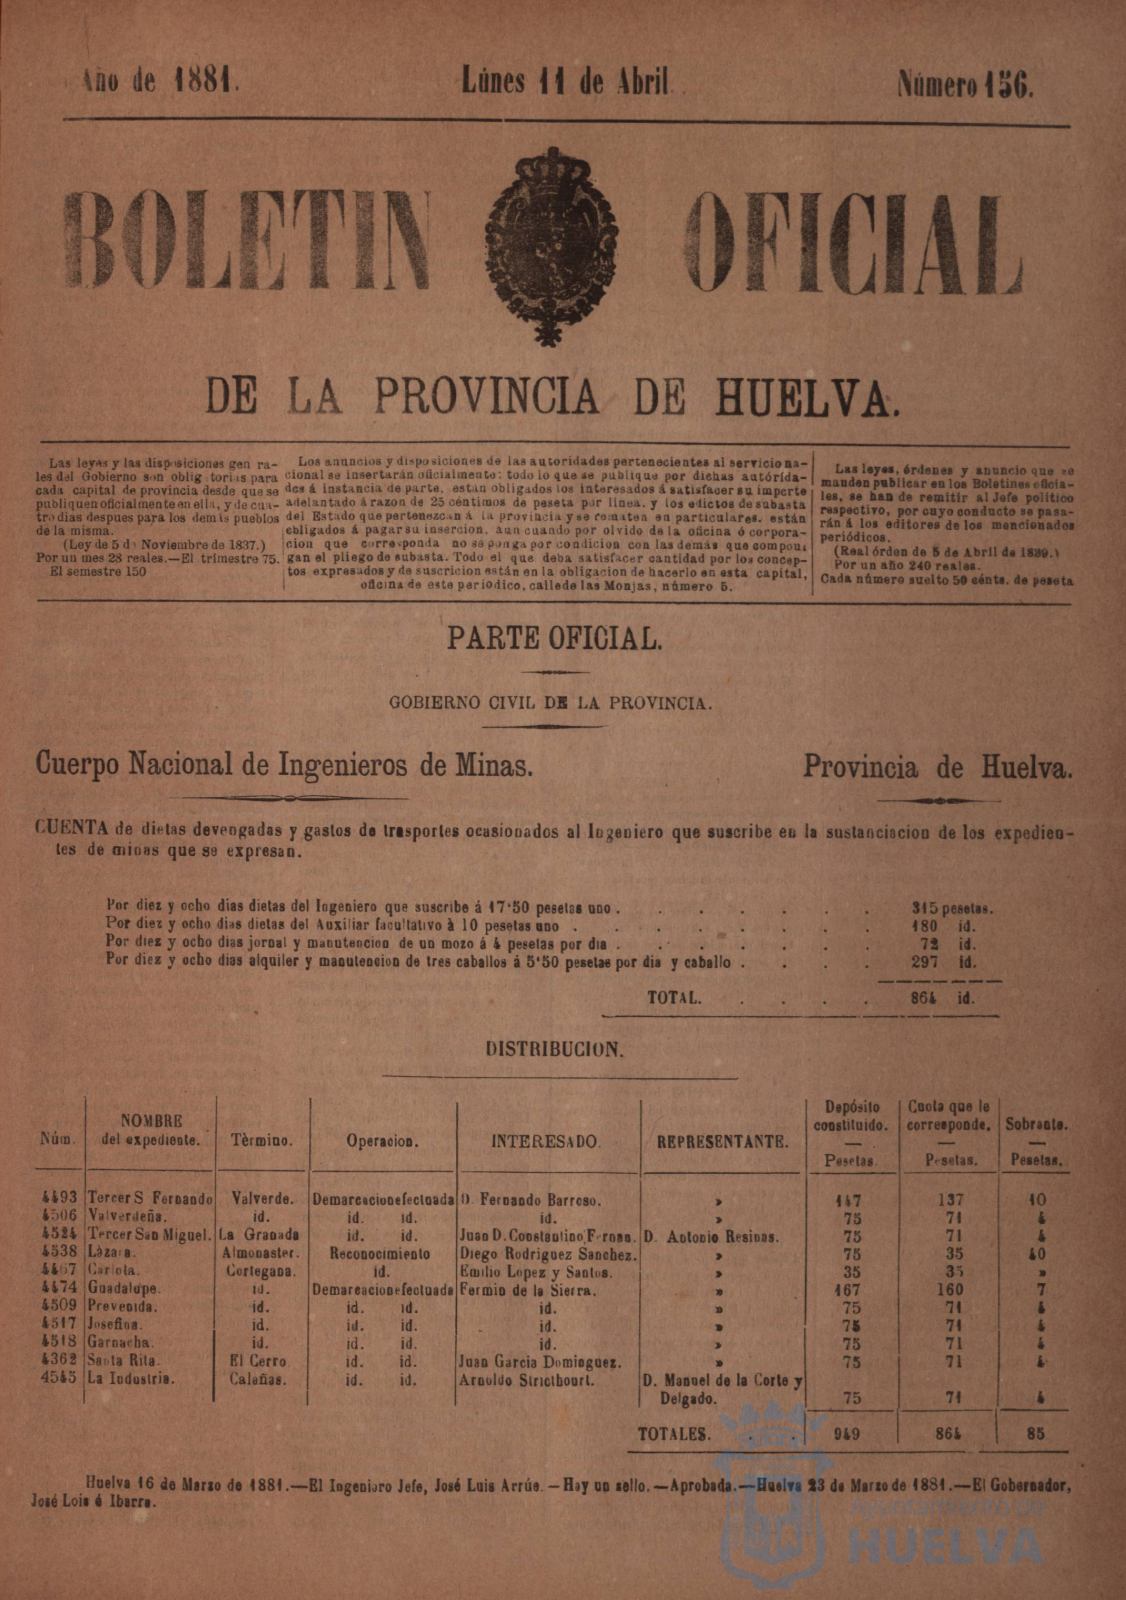 Año de 1881.
Lúnes 11 de Abril.
Número 156.
BOLETIN OFICIAL
DE LA PROVINCIA DE HUELVA.
Las leyes y las disposiciones gen ra-
les del Gobierno son oblig torias para
cada capital de provincia desde que se
publiquen oficialmente en ella, y de cua-
tro dias despues para los demás pueblos
de la misma.
(Ley de 5 de Noviembre de 1837.)
Por un mes 28 reales.—El trimestre 75.
El semestre 150
Los anuncios y disposiciones de las autoridades pertenecientes al servicio na-
cional se insertarán oficialmente: todo lo que se publique por dichas autorida-
des á instancia de parte, están obligados los interesados á satisfacer su importe
adelantado á razon de 25 céntimos de peseta por linea, y los edictos de subasta
del Estado que pertenezcan á la provincia y se rematen en particulares, están
obligados á pagar su insercion, aun cuando por olvido de la oficina ó corpora-
cion que corresponda no se ponga por condicion con las demás que compon
gan el pliego de subasta. Todo el que deba satisfacer cantidad por los concep-
tos expresados y de suscricion están en la obligacion de hacerlo en esta capital,
oficina de este periódico, calle de las Monjas, número 5.
Las leyes, órdenes y anuncio que se
manden publicar en los Boletines oficia-
les, se han de remitir al Jefe político
respectivo, por cuyo conducto se pasa-
rán á los editores de los mencionados
periódicos.
(Real órden de 5 de Abril de 1839.)
Por un año 240 reales.
Cada número suelto 50 cénts. de peseta
PARTE OFICIAL.
GOBIERNO CIVIL DE LA PROVINCIA.
Cuerpo Nacional de Ingenieros de Minas. Provincia de Huelva.
CUENTA de dietas devengadas y gastos de trasportes ocasionados al Ingeniero que suscribe en la sustanciacion de los expedien-
tes de minas que se expresan.
Por diez y ocho dias dietas del Ingeniero que suscribe á 17'50 pesetas uno . . . . . . . 315 pesetas.
Por diez y ocho dias dietas del Auxiliar facultativo à 10 pesetas uno . . . . . . . . 180 id.
Por diez y ocho dias jornal y manutencion de un mozo á 4 pesetas por dia . . . . . . . 72 id.
Por diez y ocho dias alquiler y manutencion de tres caballos á 5'50 pesetas por dia y caballo . . . . 297 id.
TOTAL. . . . . 864 id.
DISTRIBUCION.
Núm. NOMBRE del expediente. Término. Operacion. INTERESADO. REPRESENTANTE. Depósito constituido. — Pesetas. Cuota que le corresponde. — Pesetas. Sobrante. — Pesetas.
4493 Tercer S Fernando Valverde. Demarcacion efectuada D. Fernando Barroso. » 147 137 10
4506 Valverdeña. id. id. id. id. » 75 71 4
4524 Tercer San Miguel. La Granada id. id. Juan D. Constantino Fernan. D. Antonio Resinas. 75 71 4
4538 Lázara. Almonaster. Reconocimiento Diego Rodriguez Sanchez. » 75 35 40
4467 Carlota. Cortegana. id. Emilio Lopez y Santos. » 35 35 »
4474 Guadalupe. id. Demarcacion efectuada Fermin de la Sierra. » 167 160 7
4509 Prevenida. id. id. id. id. » 75 71 4
4517 Josefina. id. id. id. id. » 75 71 4
4518 Garnacha. id. id. id. id. » 75 71 4
4362 Santa Rita. El Cerro id. id. Juan Garcia Dominguez. » 75 71 4
4545 La Industria. Calañas. id. id. Arnoldo Stricthourt. D. Manuel de la Corte y
Delgado. 75 71 4
TOTALES. . . 949 864 85
Huelva 16 de Marzo de 1881.—El Ingeniero Jefe, José Luis Arrúe.—Hay un sello.—Aprobada.—Huelva 23 de Marzo de 1881.—El Gobernador,
José Lois é Ibarra.
Ayuntamiento de
HUELVA